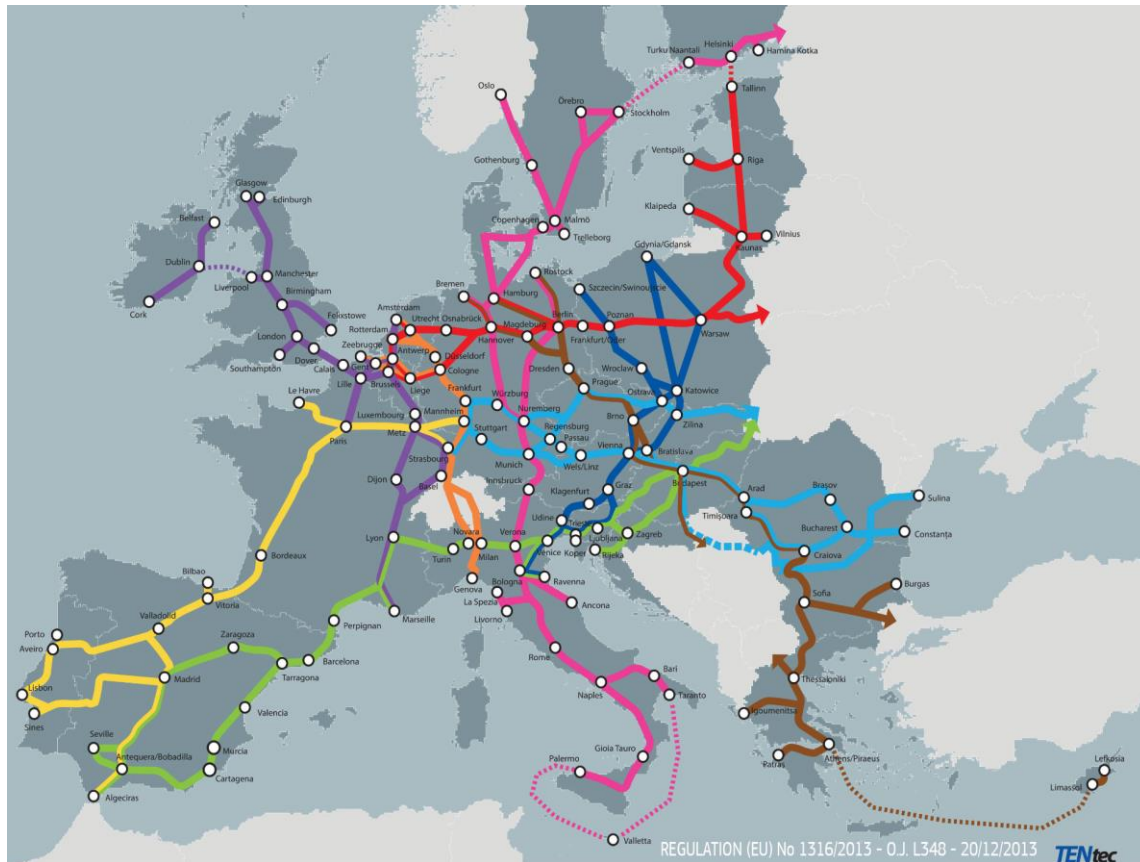 Oslo
Örebro
Stockholm
Turku Naantali
Helsinki
Hamina Kotka
Tallinn
Gothenburg
Ventspils
Riga
Glasgow
Edinburgh
Klaipeda
Belfast
Copenhagen
Malmö
Trelleborg
Kaunas
Vilnius
Gdynia/Gdansk
Dublin
Liverpool
Manchester
Rostock
Cork
Birmingham
Bremen
Hamburg
Szczecin/Swinoujscie
Felixstowe
Amsterdam
Utrecht
Osnabrück
Magdeburg
Berlin
Poznan
Rotterdam
Hannover
Frankfurt/Oder
Warsaw
London
Zeebrugge
Antwerp
Southampton
Dover
Calais
Gent
Düsseldorf
Cologne
Dresden
Wroclaw
Lille
Brussels
Liege
Prague
Ostrava
Katowice
Le Havre
Frankfurt
Würzburg
Luxembourg
Mannheim
Nuremberg
Brno
Paris
Metz
Stuttgart
Regensburg
Passau
Zilina
Strasbourg
Munich
Wels/Linz
Vienna
Bratislava
Dijon
Basel
Innsbruck
Klagenfurt
Graz
Budapest
Arad
Braşov
Sulina
Udine
Timişoara
Bucharest
Constanţa
Lyon
Novara
Verona
Trieste
Ljubljana
Zagreb
Turin
Milan
Venice
Koper
Rijeka
Craiova
Bordeaux
Genova
Bologna
Ravenna
Bilbao
La Spezia
Ancona
Sofia
Burgas
Vitoria
Marseille
Livorno
Valladolid
Perpignan
Porto
Zaragoza
Aveiro
Barcelona
Rome
Madrid
Tarragona
Bari
Thessaloniki
Lisbon
Naples
Taranto
Sines
Valencia
Igoumenitsa
Seville
Murcia
Gioia Tauro
Antequera/Bobadilla
Palermo
Patras
Athens/Piraeus
Cartagena
Lefkosia
Algeciras
Limassol
Valletta
REGULATION (EU) No 1316/2013 - O.J. L348 - 20/12/2013
TENtec